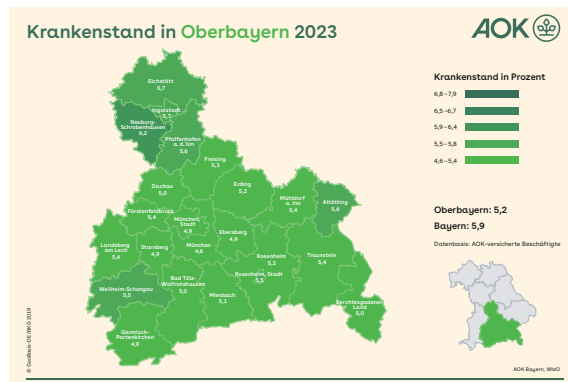 Krankenstand in Oberbayern 2023
AOK
Krankenstand in Prozent
6,8–7,9
6,5–6,7
5,9–6,4
5,5–5,8
4,6–5,4
Eichstätt
5,7
Ingolstadt
5,7
Neuburg-
Schrobenhausen
6,2
Pfaffenhofen
a. d. Ilm
5,6
Freising
5,3
Dachau
5,0
Erding
5,2
Mühldorf
a. Inn
5,4
Altötting
5,6
Fürstenfeldbruck
5,4
München,
Stadt
4,9
Ebersberg
4,9
Landsberg
am Lech
5,4
Starnberg
4,9
München
4,6
Rosenheim
5,3
Traunstein
5,4
Rosenheim, Stadt
5,5
Weilheim-Schongau
5,5
Bad Tölz-
Wolfratshausen
5,0
Miesbach
5,1
Berchtesgadener
Land
5,0
Garmisch-
Partenkirchen
4,9
Oberbayern: 5,2
Bayern: 5,9
Datenbasis: AOK-versicherte Beschäftigte
© GeoBasis-DE/BKG 2019
AOK Bayern, WIdO